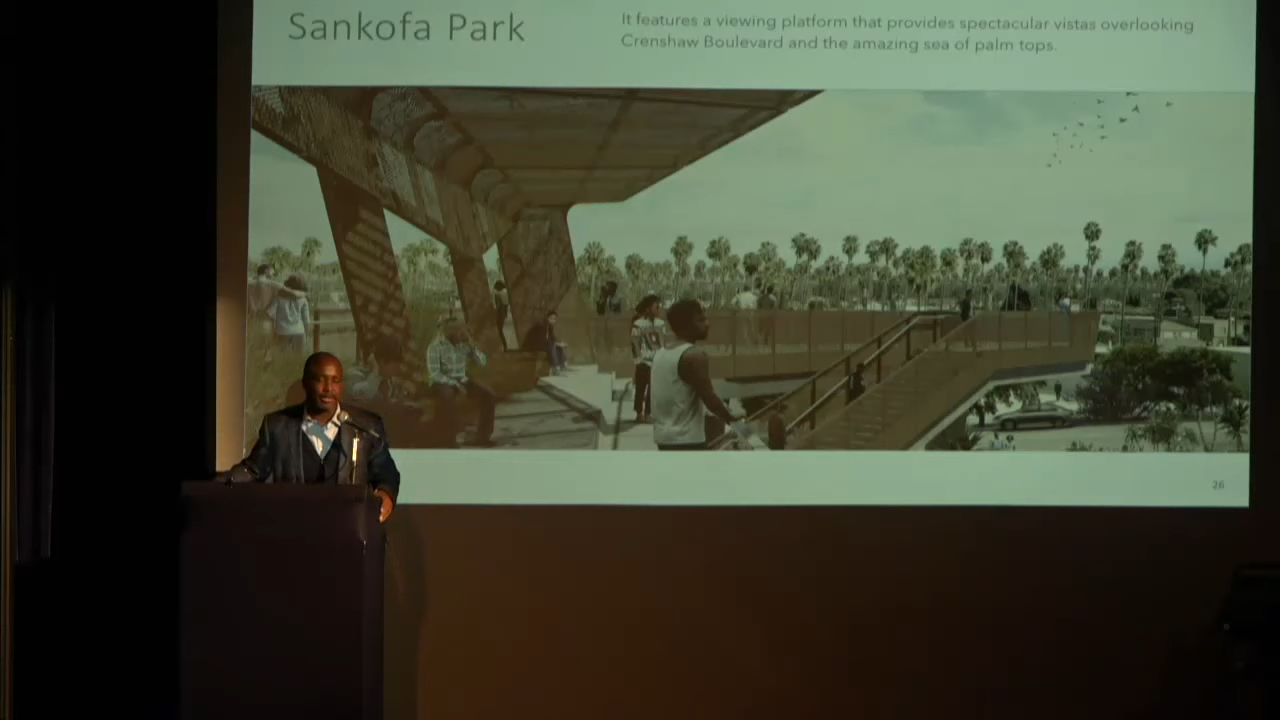 Sankofa Park
It features a viewing platform that provides spectacular vistas overlooking
Crenshaw Boulevard and the amazing sea of palm tops.
26